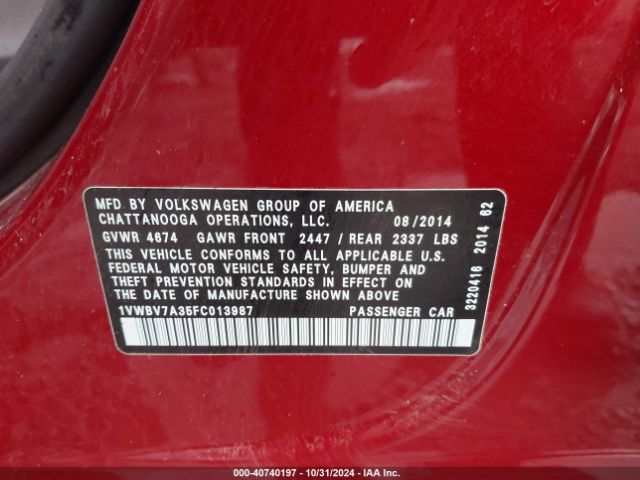 MFD BY VOLKSWAGEN GROUP OF AMERICA
CHATTANOOGA OPERATIONS, LLC. 08/2014
GVWR 4674 GAWR FRONT 2447 / REAR 2337 LBS
THIS VEHICLE CONFORMS TO ALL APPLICABLE U.S.
FEDERAL MOTOR VEHICLE SAFETY, BUMPER AND
THEFT PREVENTION STANDARDS IN EFFECT ON
THE DATE OF MANUFACTURE SHOWN ABOVE
1VWBV7A35FC013987 PASSENGER CAR
3220416 2014 62
000-40740197 - 10/31/2024 - IAA Inc.